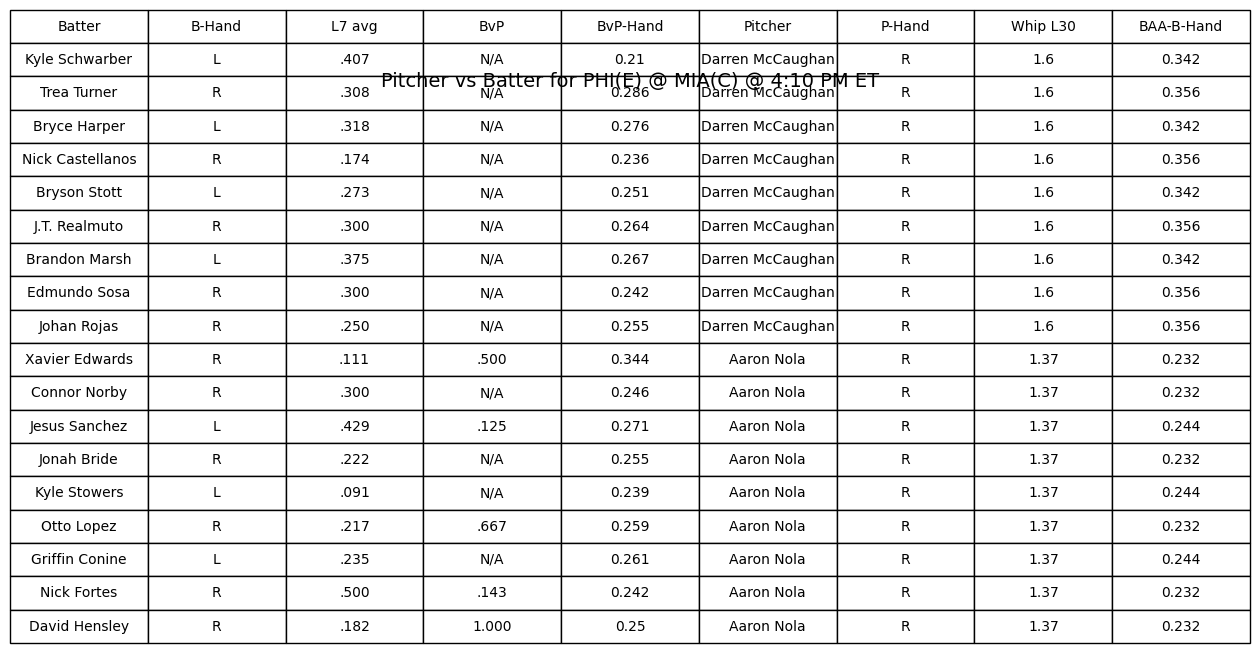 Batter B-Hand L7 avg BvP BvP-Hand Pitcher P-Hand Whip L30 BAA-B-Hand
Kyle Schwarber L .407 N/A 0.21 Darren McCaughan R 1.6 0.342
Pitcher vs Batter for PHI(E) @ MIA(C) @ 4:10 PM ET
Trea Turner R .308 N/A 0.286 Darren McCaughan R 1.6 0.356
Bryce Harper L .318 N/A 0.276 Darren McCaughan R 1.6 0.342
Nick Castellanos R .174 N/A 0.236 Darren McCaughan R 1.6 0.356
Bryson Stott L .273 N/A 0.251 Darren McCaughan R 1.6 0.342
J.T. Realmuto R .300 N/A 0.264 Darren McCaughan R 1.6 0.356
Brandon Marsh L .375 N/A 0.267 Darren McCaughan R 1.6 0.342
Edmundo Sosa R .300 N/A 0.242 Darren McCaughan R 1.6 0.356
Johan Rojas R .250 N/A 0.255 Darren McCaughan R 1.6 0.356
Xavier Edwards R .111 .500 0.344 Aaron Nola R 1.37 0.232
Connor Norby R .300 N/A 0.246 Aaron Nola R 1.37 0.232
Jesus Sanchez L .429 .125 0.271 Aaron Nola R 1.37 0.244
Jonah Bride R .222 N/A 0.255 Aaron Nola R 1.37 0.232
Kyle Stowers L .091 N/A 0.239 Aaron Nola R 1.37 0.244
Otto Lopez R .217 .667 0.259 Aaron Nola R 1.37 0.232
Griffin Conine L .235 N/A 0.261 Aaron Nola R 1.37 0.244
Nick Fortes R .500 .143 0.242 Aaron Nola R 1.37 0.232
David Hensley R .182 1.000 0.25 Aaron Nola R 1.37 0.232